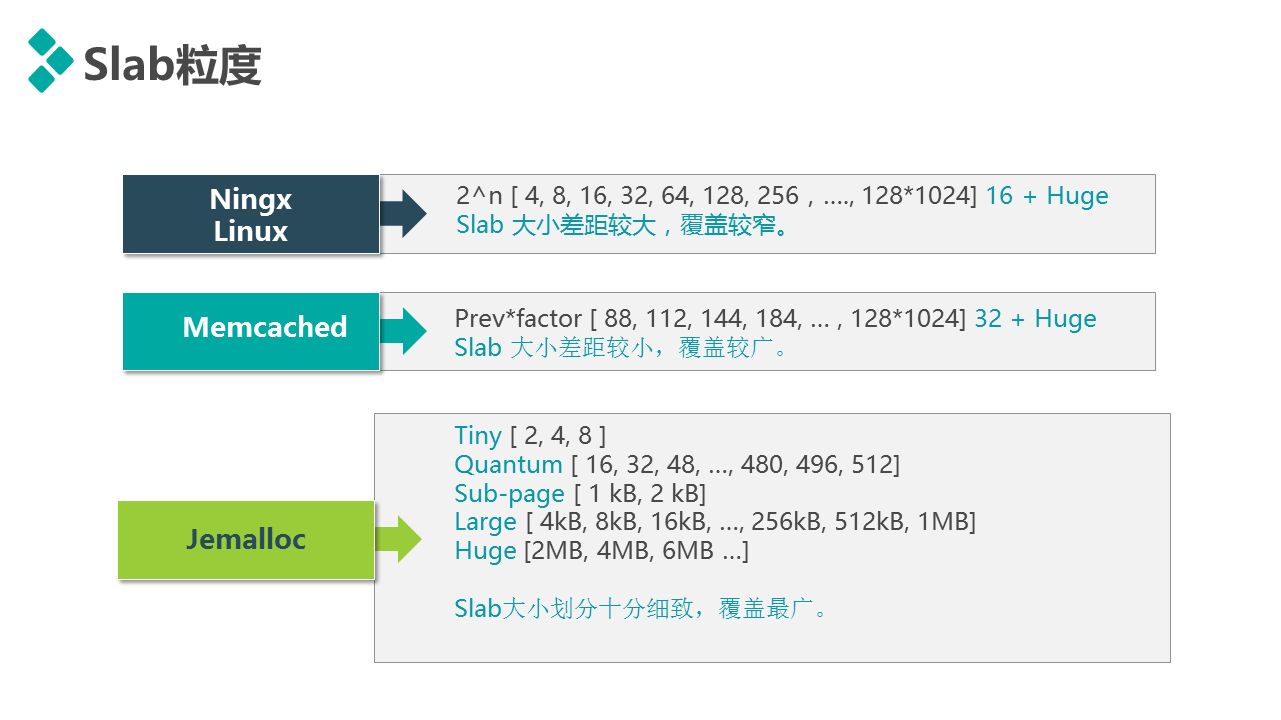 Slab粒度
Ningx
Linux
2^n [ 4, 8, 16, 32, 64, 128, 256，…., 128*1024] 16 + Huge
Slab 大小差距较大，覆盖较窄。
Memcached
Prev*factor [ 88, 112, 144, 184, … , 128*1024] 32 + Huge
Slab 大小差距较小，覆盖较广。
Jemalloc
Tiny [ 2, 4, 8 ]
Quantum [ 16, 32, 48, …, 480, 496, 512]
Sub-page [ 1 kB, 2 kB]
Large [ 4kB, 8kB, 16kB, …, 256kB, 512kB, 1MB]
Huge [2MB, 4MB, 6MB …]
Slab大小划分十分细致，覆盖最广。